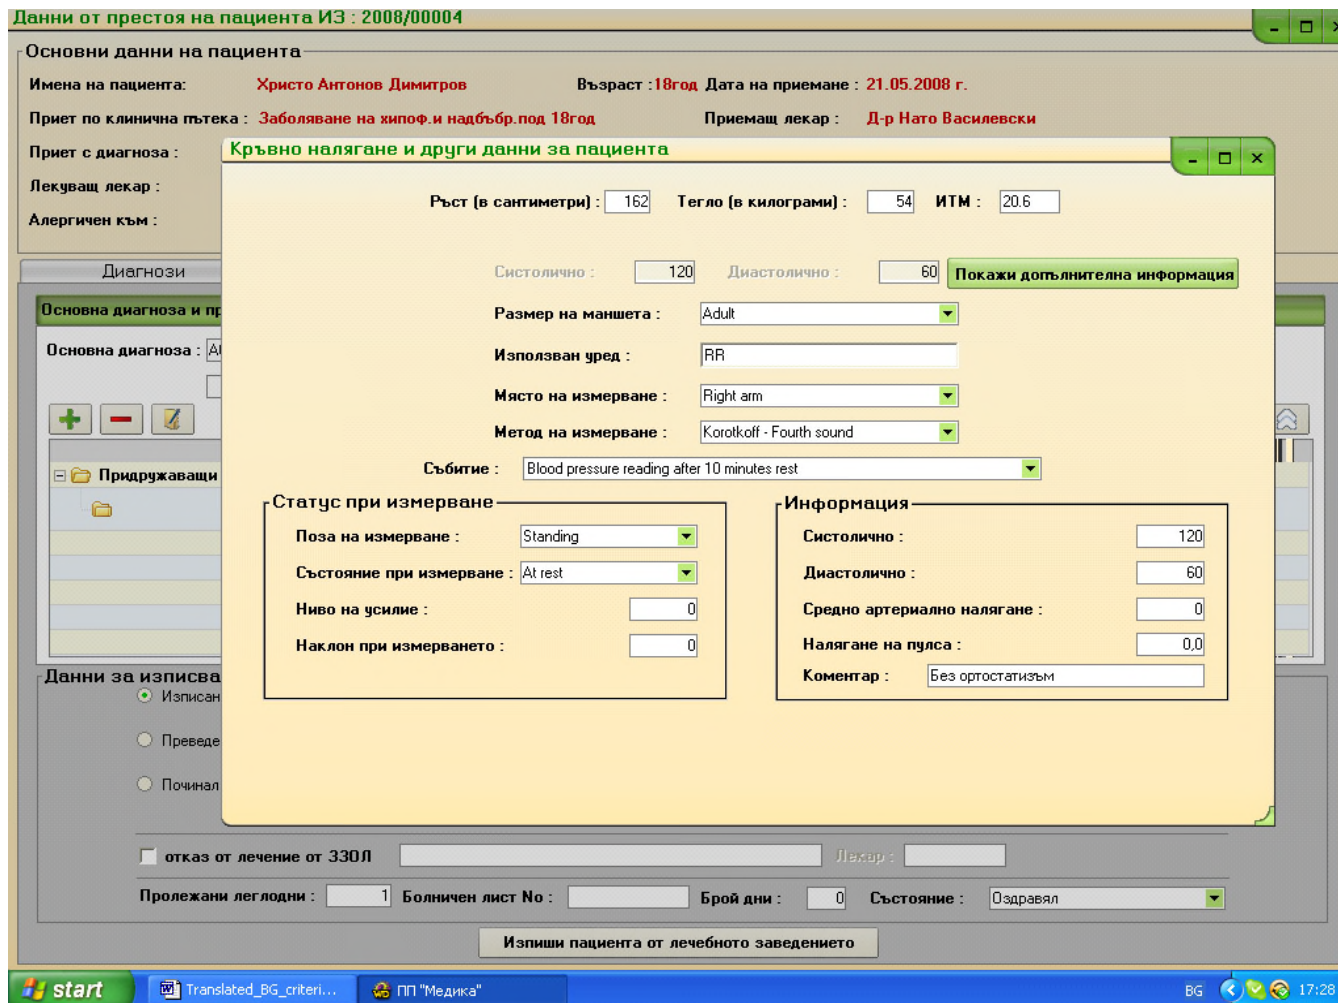 Данни от престоя на пациента ИЗ : 2008/00004
Основни данни на пациента
Имена на пациента: Христо Антонов Димитров Възраст :18год Дата на приемане : 21.05.2008 г.
Приет по клинична пътека : Заболяване на хипоф.и надбъбр.под 18год Приемащ лекар : Д-р Нато Василевски
Приет с диагноза :
Лекуващ лекар :
Алергичен към :
Кръвно налягане и други данни за пациента
Ръст (в сантиметри) : 162 Тегло (в килограми) : 54 ИТМ : 20.6
Систолично : 120 Диастолично : 60 Покажи допълнителна информация
Размер на маншета : Adult
Използван уред : RR
Място на измерване : Right arm
Метод на измерване : Korotkoff - Fourth sound
Събитие : Blood pressure reading after 10 minutes rest
Статус при измерване
Поза на измерване : Standing
Състояние при измерване : At rest
Ниво на усилие : 0
Наклон при измерването : 0
Информация
Систолично : 120
Диастолично : 60
Средно артериално налягане : 0
Налягане на пулса : 0,0
Коментар : Без ортостатизъм
Диагнози
Основна диагноза и пр
Основна диагноза :
Придружаващи
Данни за изписва
Изписан
Преведе
Починал
отказ от лечение от ЗЗОЛ Лекар :
Пролежани леглодни : 1 Болничен лист No : Брой дни : 0 Състояние : Оздравял
Изпиши пациента от лечебното заведението
start Translated_BG_criteri... ПП "Медика" BG 17:28